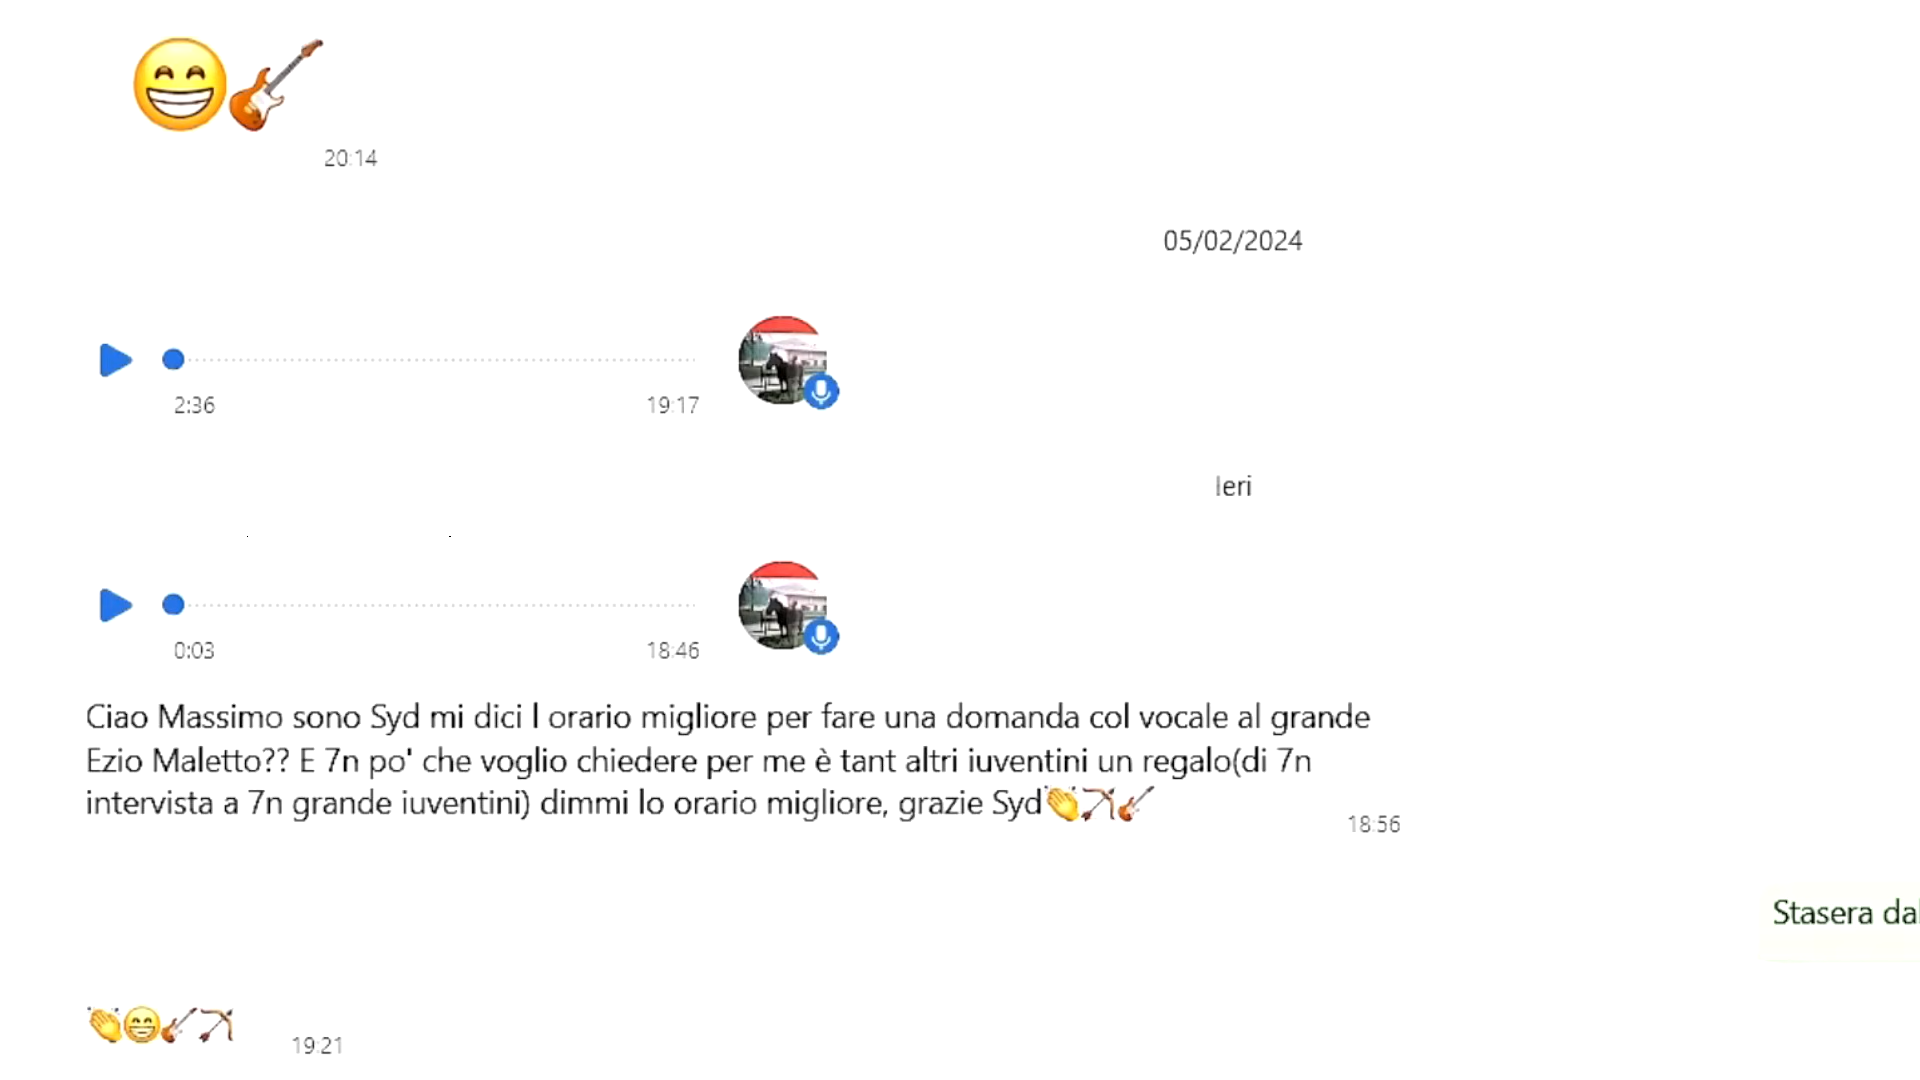 😁🎸
20:14
05/02/2024
2:36 19:17
Ieri
0:03 18:46
Ciao Massimo sono Syd mi dici l orario migliore per fare una domanda col vocale al grande
Ezio Maletto?? E 7n po' che voglio chiedere per me è tant altri iuventini un regalo(di 7n
intervista a 7n grande iuventini) dimmi lo orario migliore, grazie Syd👏🏹🎸
18:56
Stasera
👏😁🎸🏹
19:21